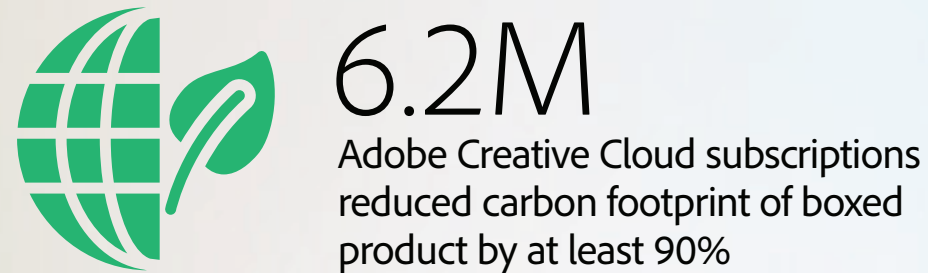 6.2M
Adobe Creative Cloud subscriptions
reduced carbon footprint of boxed
product by at least 90%